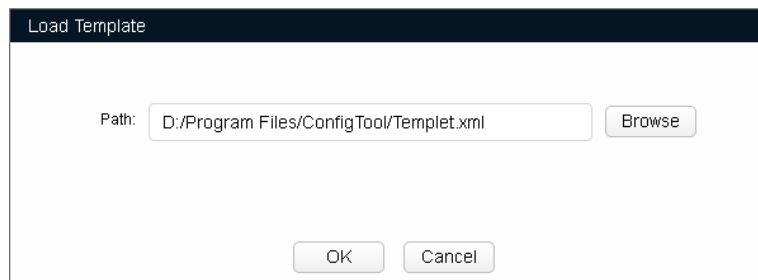 Load Template
Path: D:/Program Files/ConfigTool/Templet.xml Browse
OK Cancel